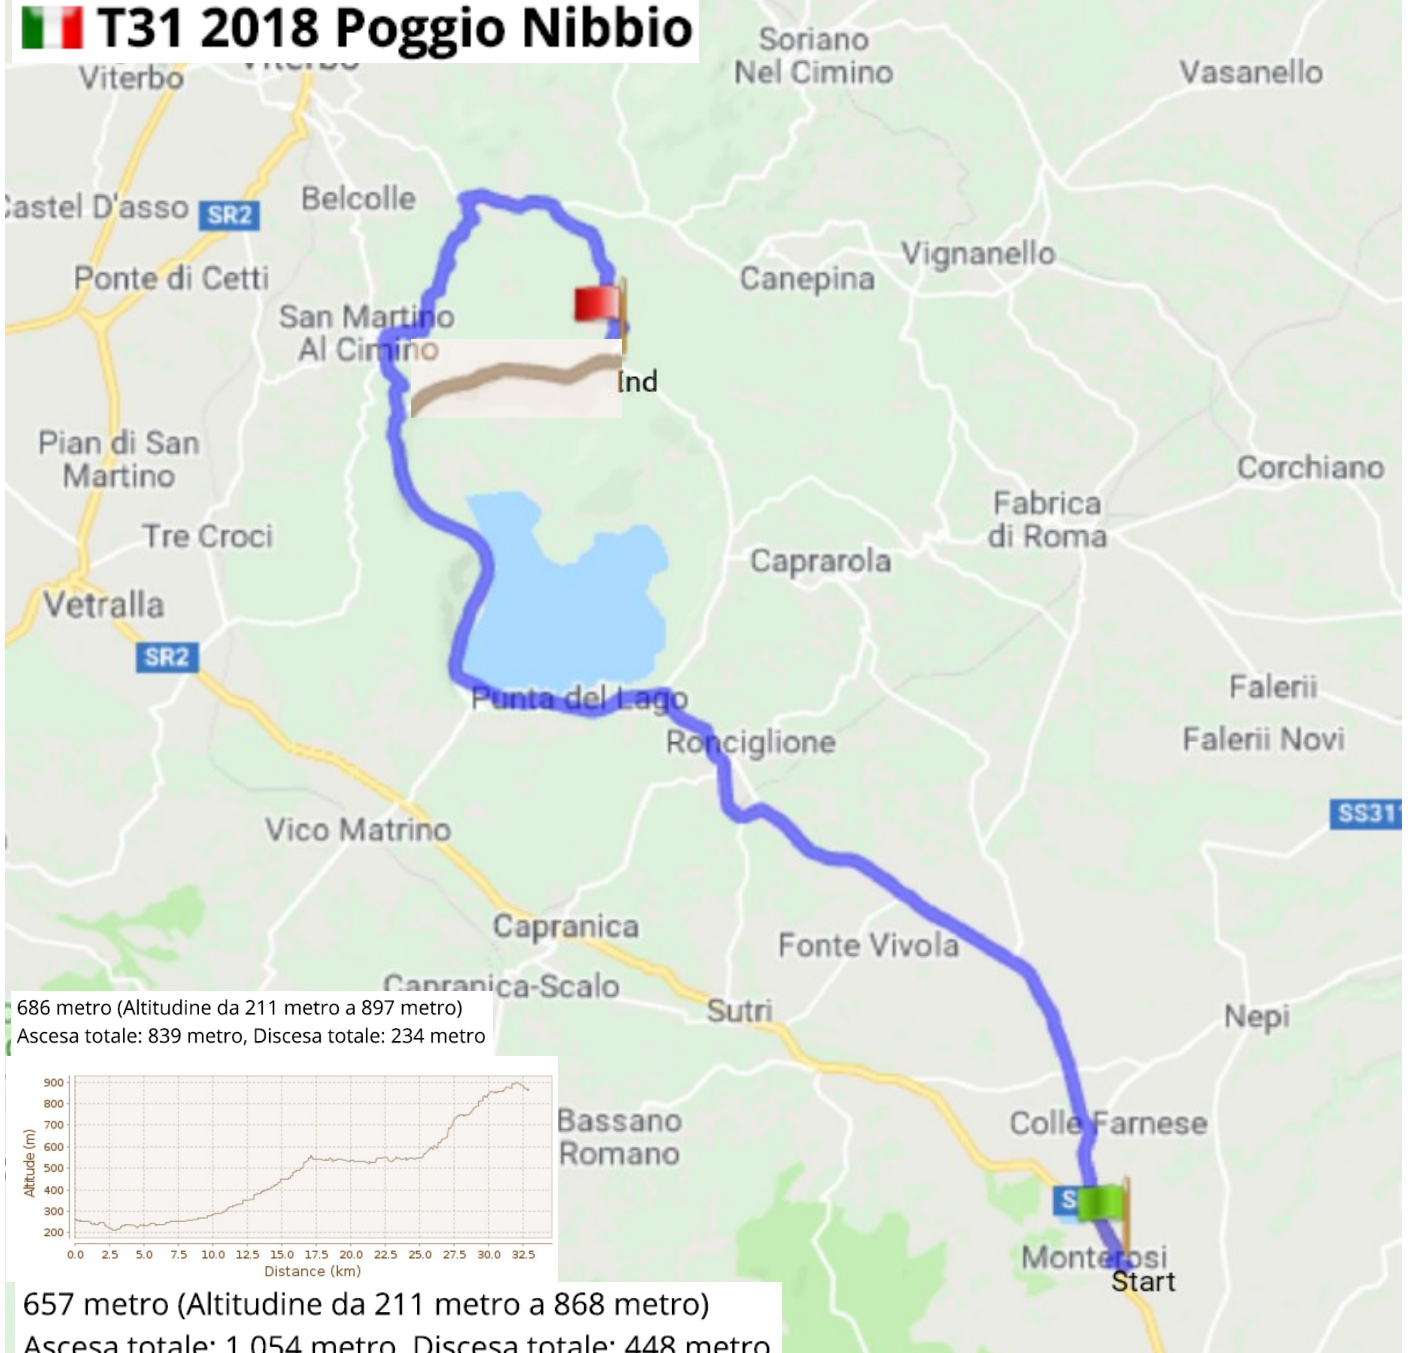 T31 2018 Poggio Nibbio
Soriano
Nel Cimino
Vasanello
Viterbo
Viterbo
Castel D'asso
SR2
Belcolle
Vignanello
Ponte di Cetti
Canepina
San Martino
Al Cimino
End
Pian di San
Martino
Corchiano
Fabrica
di Roma
Tre Croci
Caprarola
Vetralla
SR2
Falerii
Punta del Lago
Ronciglione
Falerii Novi
SS311
Vico Matrino
Capranica
Fonte Vivola
Capranica-Scalo
686 metro (Altitudine da 211 metro a 897 metro)
Sutri
Nepi
Ascesa totale: 839 metro, Discesa totale: 234 metro
900
800
700
600
500
400
300
200
Altitude (m)
0.0 2.5 5.0 7.5 10.0 12.5 15.0 17.5 20.0 22.5 25.0 27.5 30.0 32.5
Distance (km)
Bassano
Romano
Colle Farnese
S
Monterosi
Start
657 metro (Altitudine da 211 metro a 868 metro)
Ascesa totale: 1.054 metro, Discesa totale: 448 metro